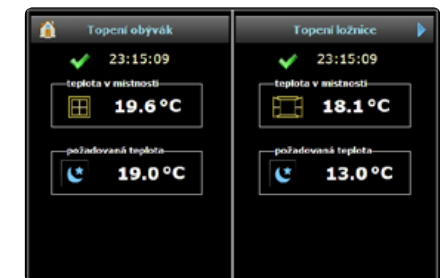 Topení obývák
23:15:09
teplota v místnosti
19.6 °C
požadovaná teplota
19.0 °C
Topení ložnice
23:15:09
teplota v místnosti
18.1 °C
požadovaná teplota
13.0 °C